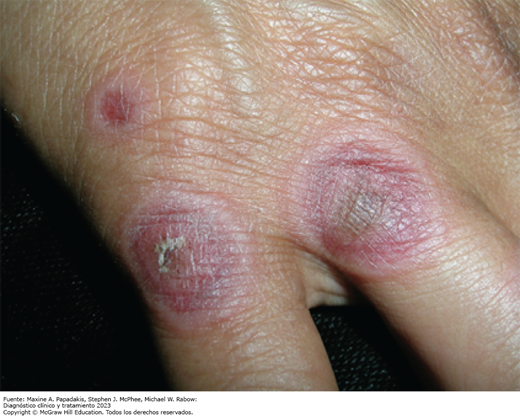 Fuente: Maxine A. Papadakis, Stephen J. McPhee, Michael W. Rabow:
Diagnóstico clínico y tratamiento 2023
Copyright © McGraw Hill Education. Todos los derechos reservados.